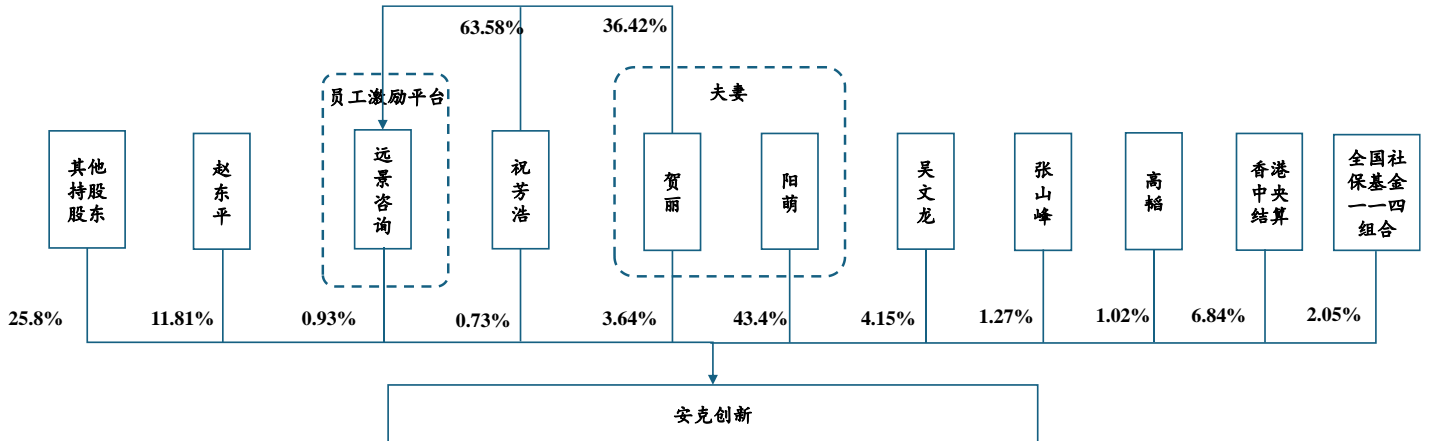 63.58%
36.42%
员工激励平台
夫妻
其他
持股
股东
赵
东
平
远
景
咨
询
祝
芳
浩
贺
丽
阳
萌
吴
文
龙
张
山
峰
高
韬
香港
中央
结算
全国社
保基金
一一四
组合
25.8%
11.81%
0.93%
0.73%
3.64%
43.4%
4.15%
1.27%
1.02%
6.84%
2.05%
安克创新